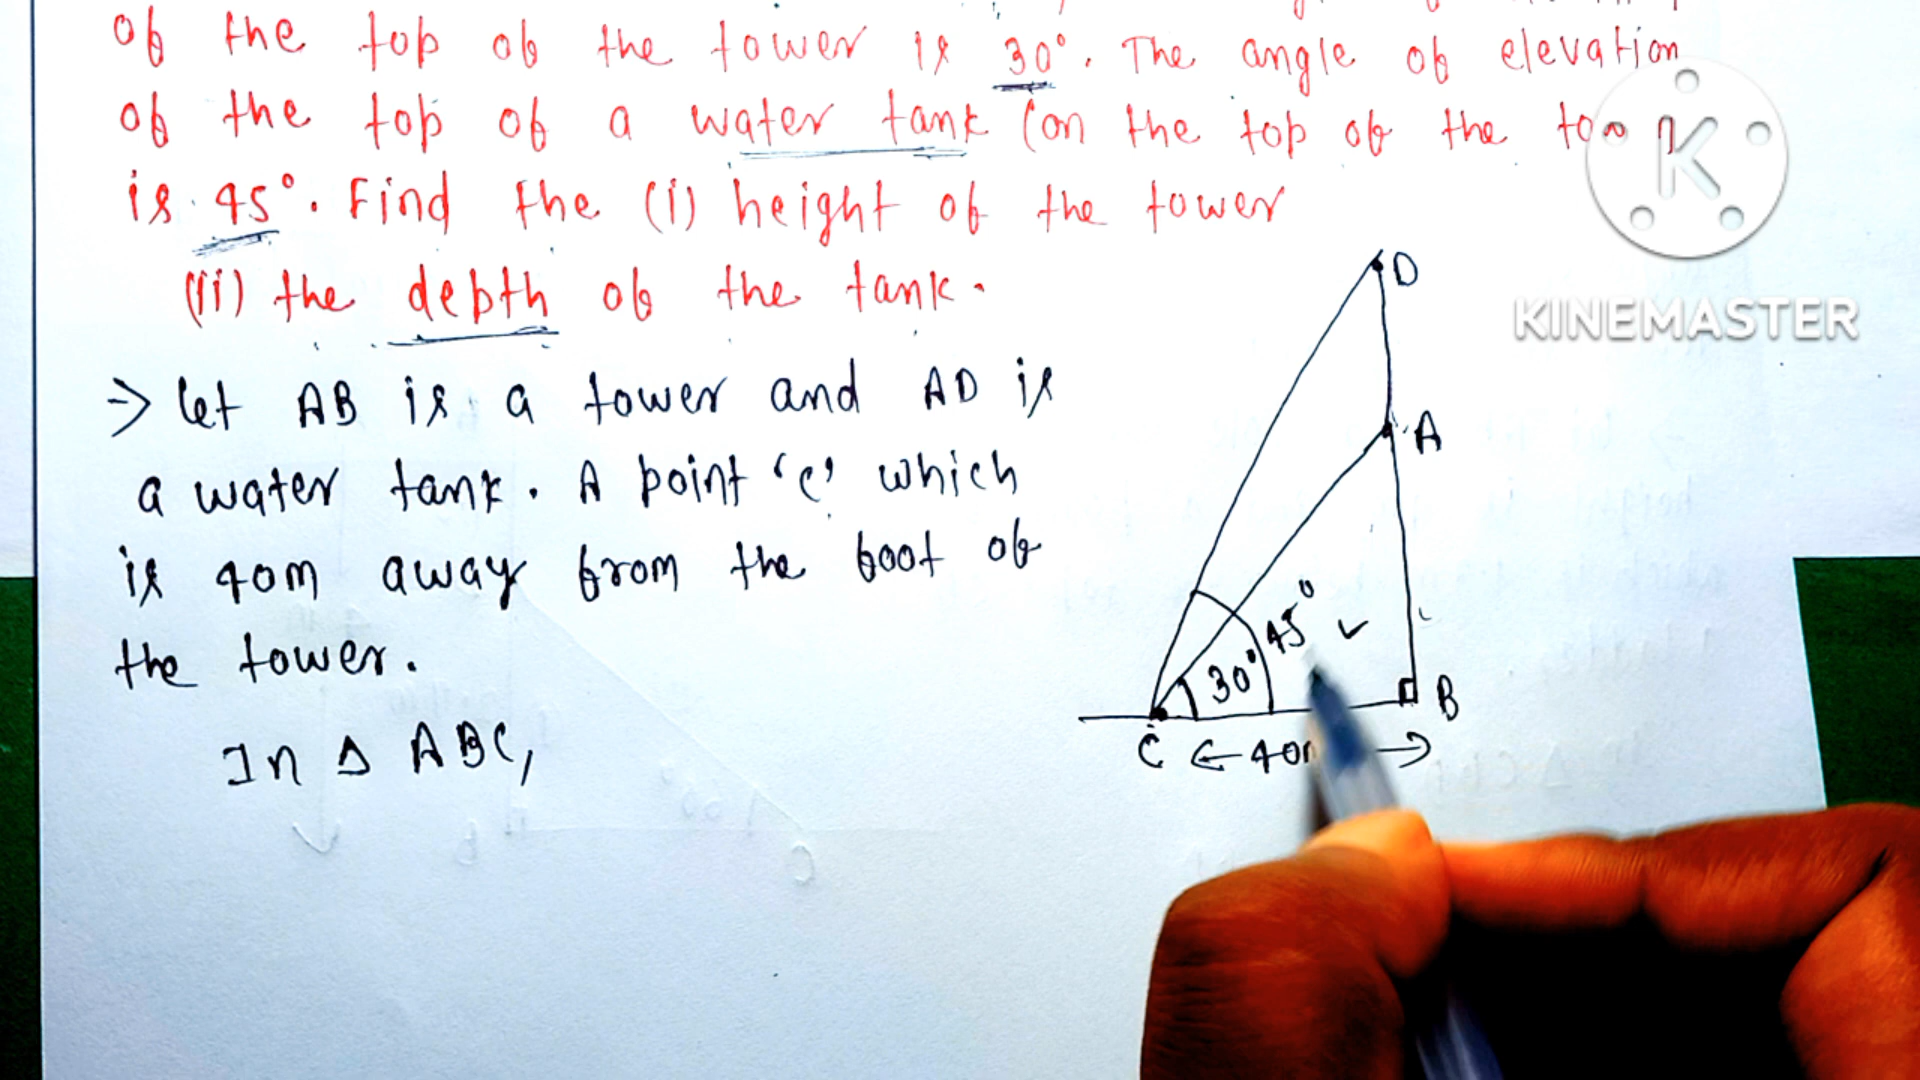 of the top of the tower is 30°. The angle of elevation
of the top of a water tank (on the top of the
is 45°. Find the (i) height of the tower
(ii) the depth of the tank.
→ let AB is a tower and AD is
a water tank. A point 'c' which
is 40m away from the foot of
the tower.
In Δ ABC,
D
A
45° ✓
30°
B
C ← 40m →
K
KINEMASTER